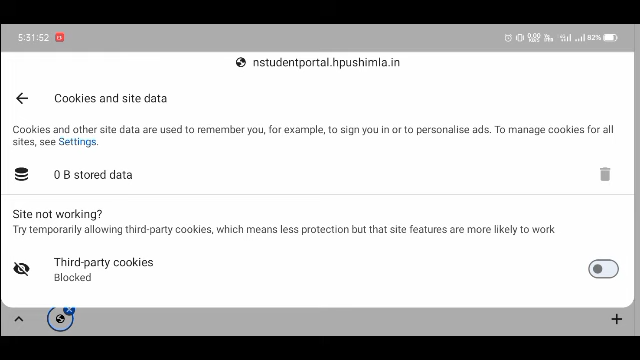 5:31:52
82%
nstudentportal.hpushimla.in
Cookies and site data
Cookies and other site data are used to remember you, for example, to sign you in or to personalise ads. To manage cookies for all
sites, see Settings.
0 B stored data
Site not working?
Try temporarily allowing third-party cookies, which means less protection but that site features are more likely to work
Third-party cookies
Blocked